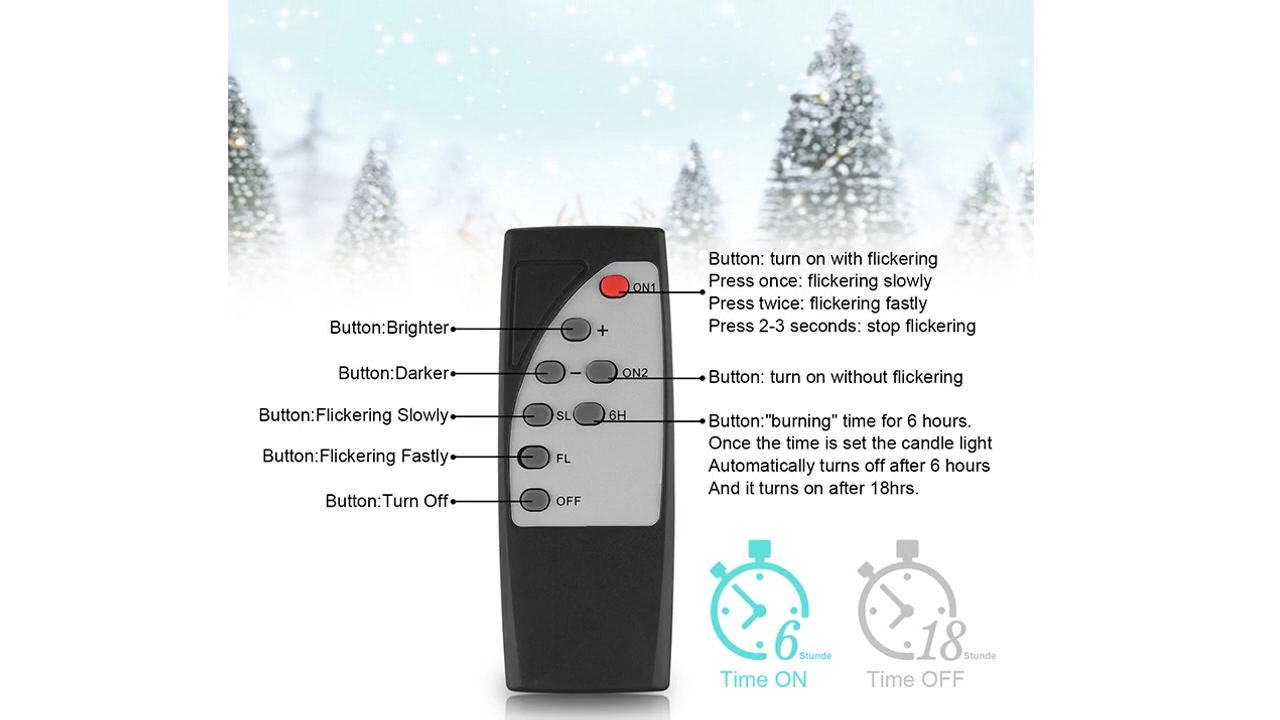 Button: turn on with flickering
Press once: flickering slowly
Press twice: flickering fastly
Press 2-3 seconds: stop flickering
ON1
Button:Brighter
+
Button:Darker
−
ON2
Button: turn on without flickering
Button:Flickering Slowly
SL
6H
Button:"burning" time for 6 hours.
Once the time is set the candle light
Automatically turns off after 6 hours
And it turns on after 18hrs.
Button:Flickering Fastly
FL
Button:Turn Off
OFF
6 Stunde
Time ON
18 Stunde
Time OFF